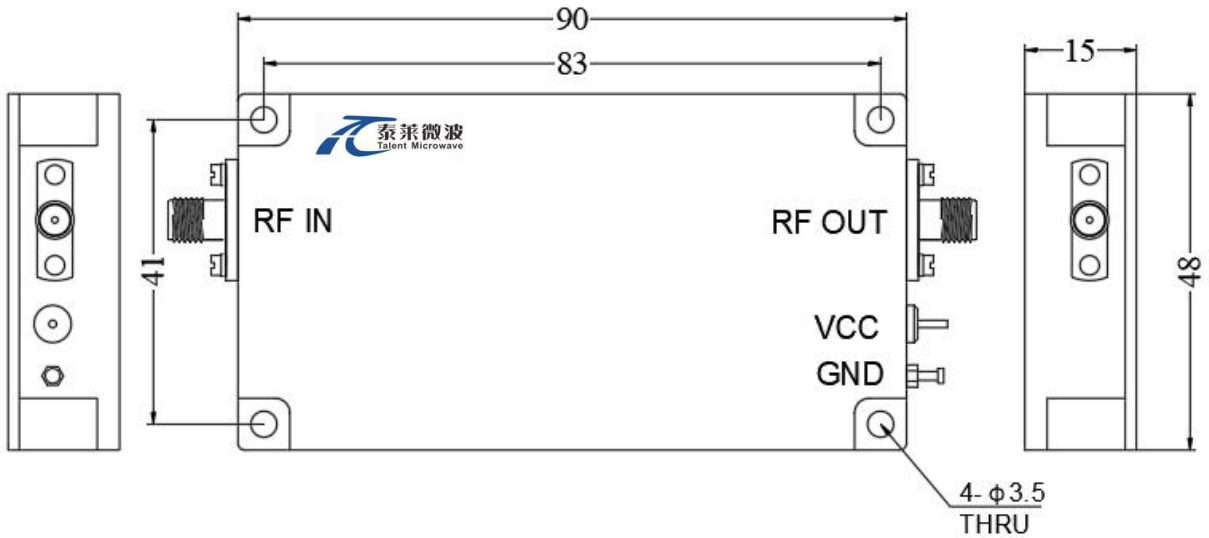 90
83
15
泰莱微波
Talent Microwave
RF IN
RF OUT
41
48
VCC
GND
4- ϕ3.5
THRU